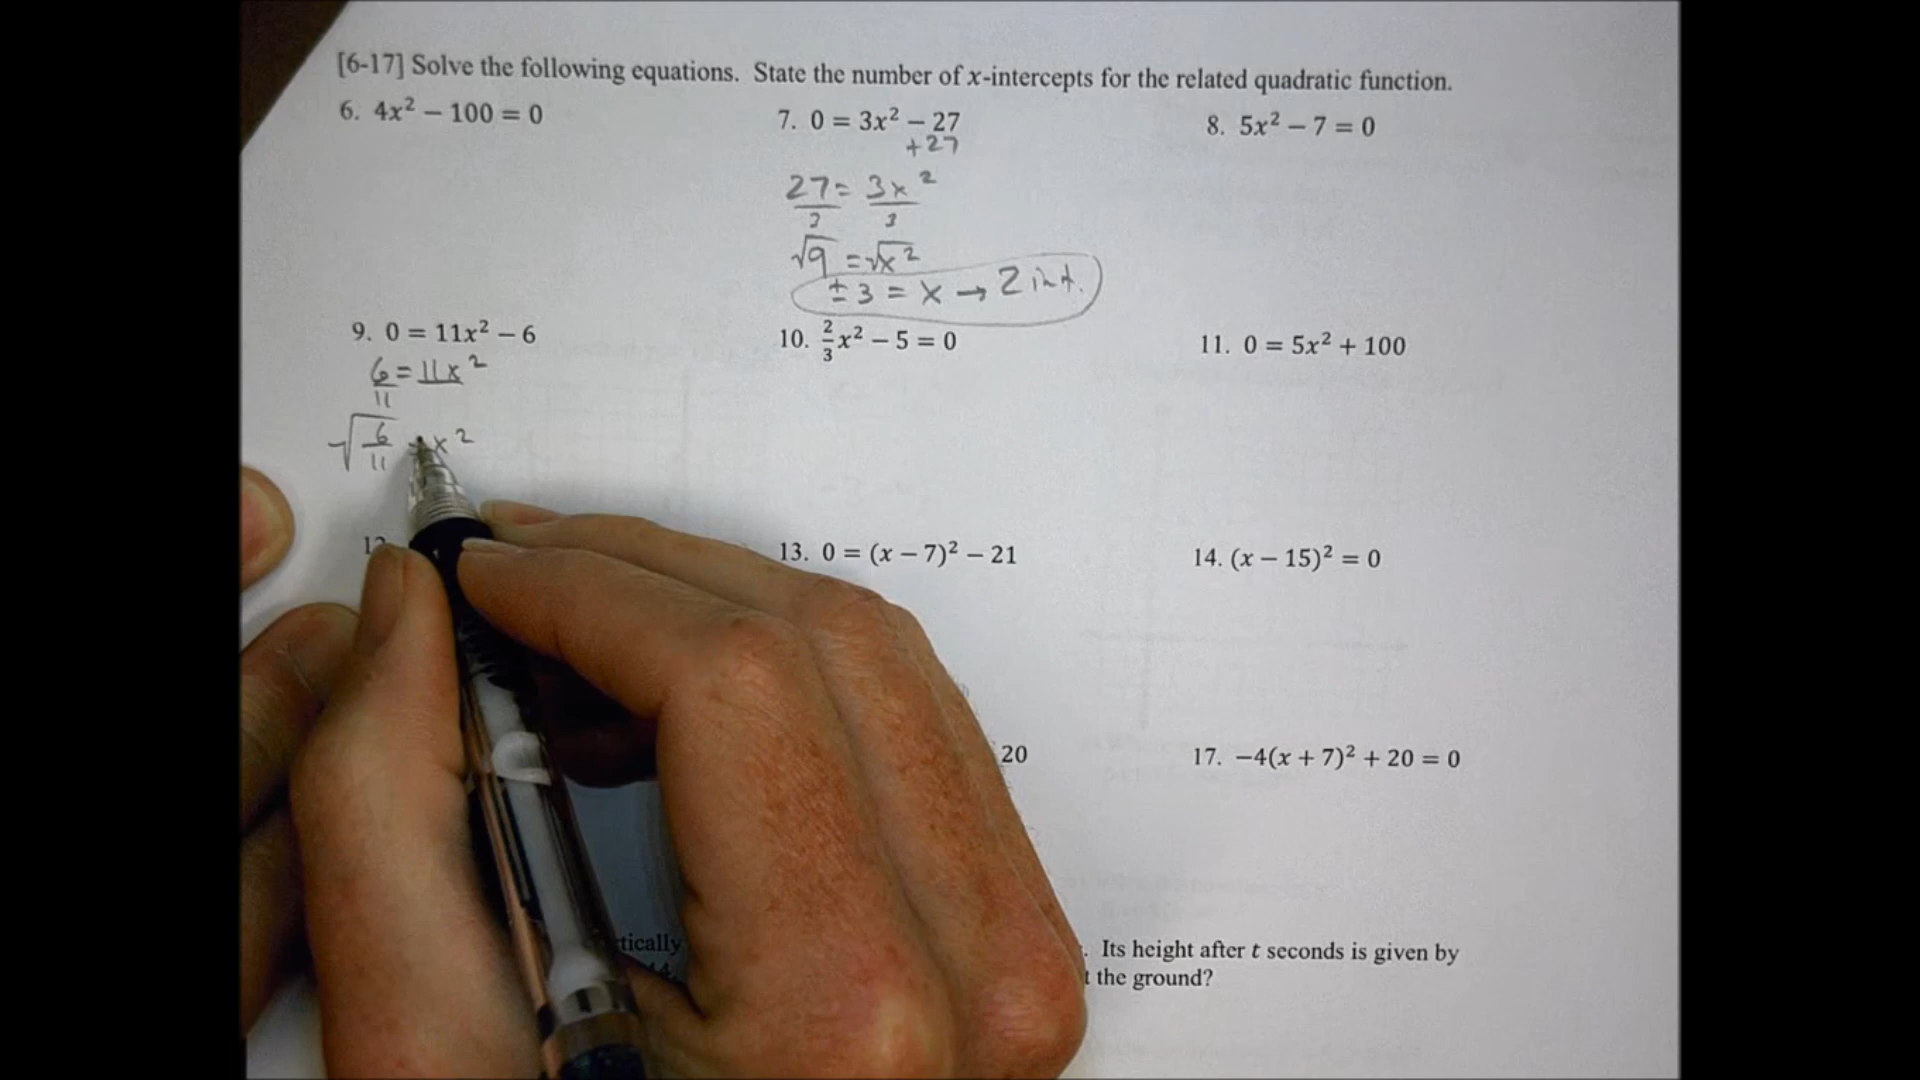 [6-17] Solve the following equations. State the number of x-intercepts for the related quadratic function.
6. 4x² − 100 = 0
7. 0 = 3x² − 27
+27
27 = 3x²
3 3
√9 = √x²
± 3 = x → 2 int.
8. 5x² − 7 = 0
9. 0 = 11x² − 6
6 = 11x²
11
√6/11 = x²
10. 2/3x² − 5 = 0
11. 0 = 5x² + 100
13. 0 = (x − 7)² − 21
14. (x − 15)² = 0
20
17. −4(x + 7)² + 20 = 0
tically
. Its height after t seconds is given by
the ground?